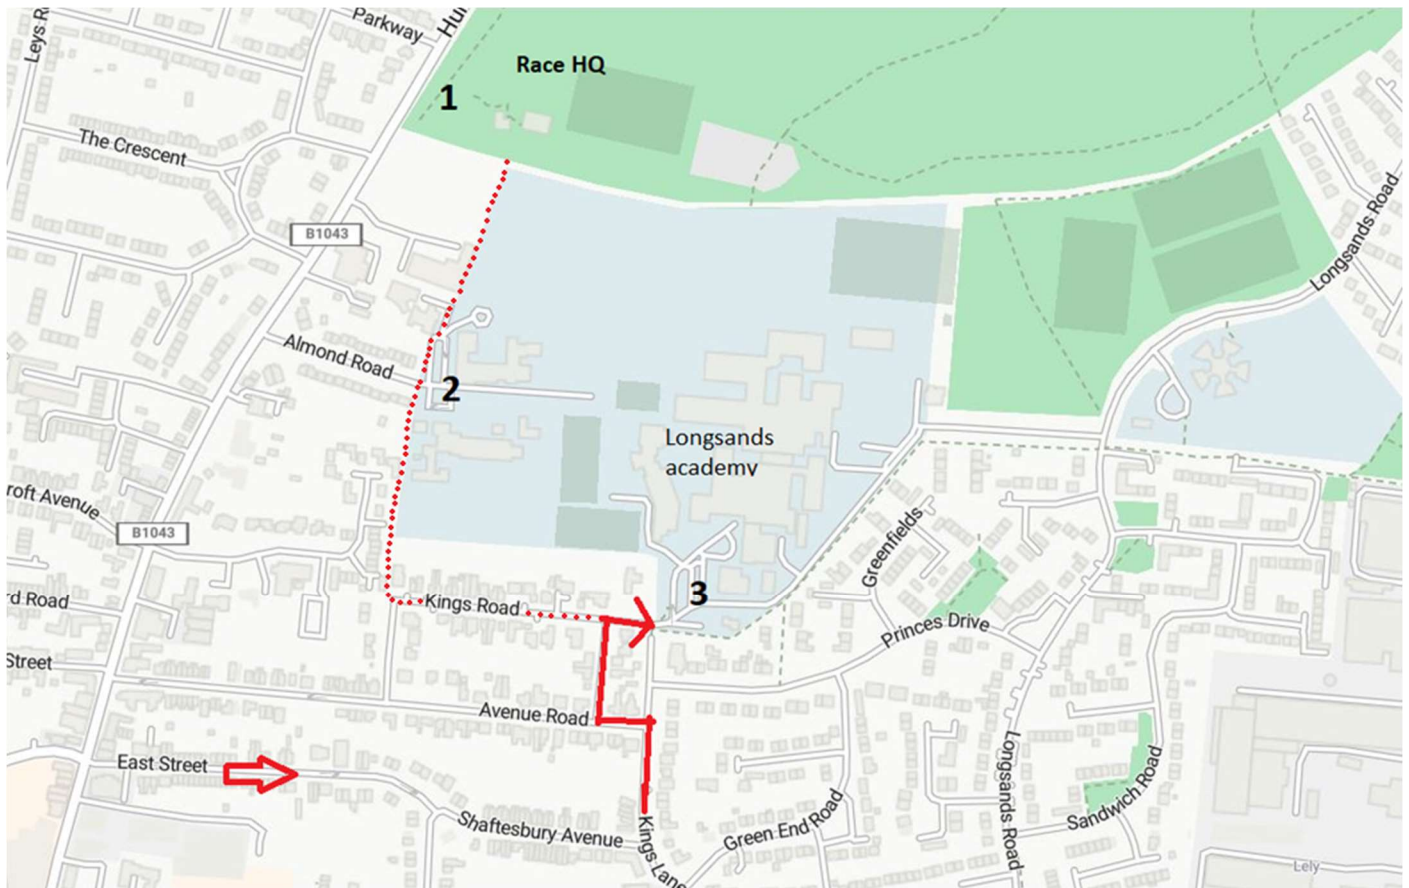 Parkway
Hu
Leys R
Race HQ
1
The Crescent
B1043
Longsands Road
Almond Road
2
Longsands
academy
roft Avenue
B1043
Greenfields
3
rd Road
Kings Road
Princes Drive
Street
Avenue Road
East Street
Longsands Road
Sandwich Road
Shaftesbury Avenue
Kings Lane
Green End Road
Lely